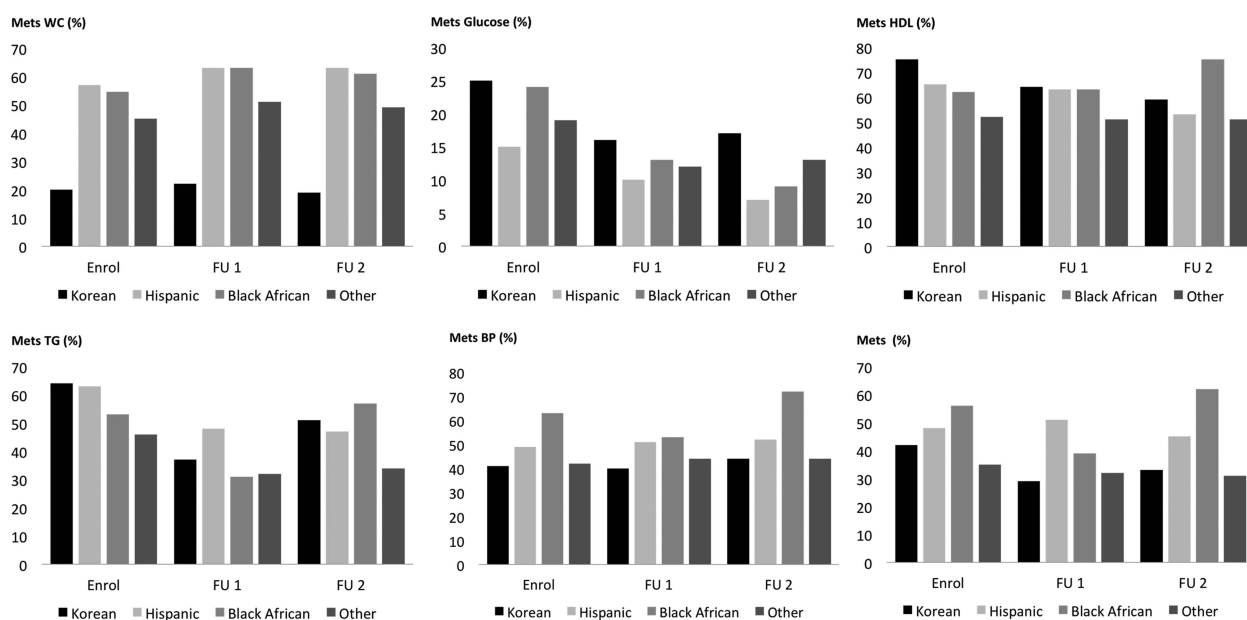 Mets WC (%)
70
60
50
40
30
20
10
0
Enrol FU 1 FU 2
Korean Hispanic Black African Other
Mets Glucose (%)
30
25
20
15
10
5
0
Enrol FU 1 FU 2
Korean Hispanic Black African Other
Mets HDL (%)
80
70
60
50
40
30
20
10
0
Enrol FU 1 FU 2
Korean Hispanic Black African Other
Mets TG (%)
70
60
50
40
30
20
10
0
Enrol FU 1 FU 2
Korean Hispanic Black African Other
Mets BP (%)
80
70
60
50
40
30
20
10
0
Enrol FU 1 FU 2
Korean Hispanic Black African Other
Mets (%)
70
60
50
40
30
20
10
0
Enrol FU 1 FU 2
Korean Hispanic Black African Other